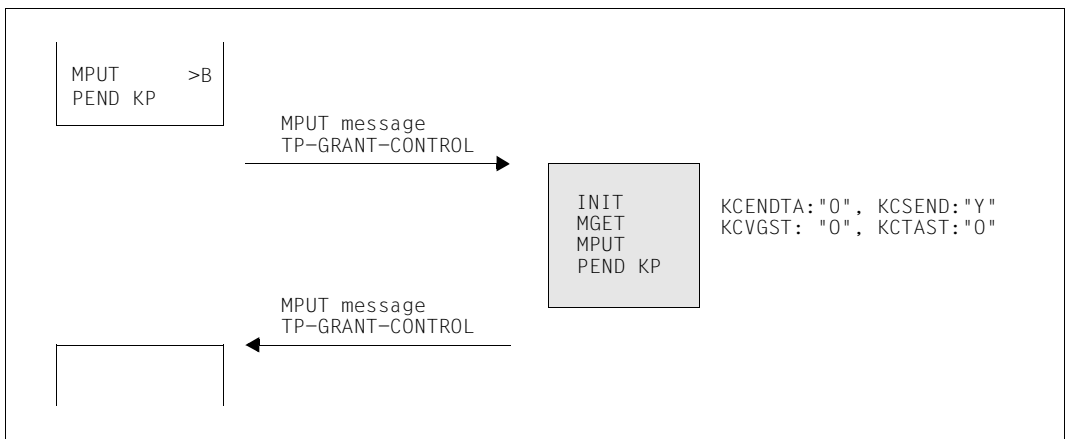 MPUT >B
PEND KP
MPUT message
TP-GRANT-CONTROL
INIT
MGET
MPUT
PEND KP
KCENDTA:"O", KCSEND:"Y"
KCVGST: "O", KCTAST:"O"
MPUT message
TP-GRANT-CONTROL